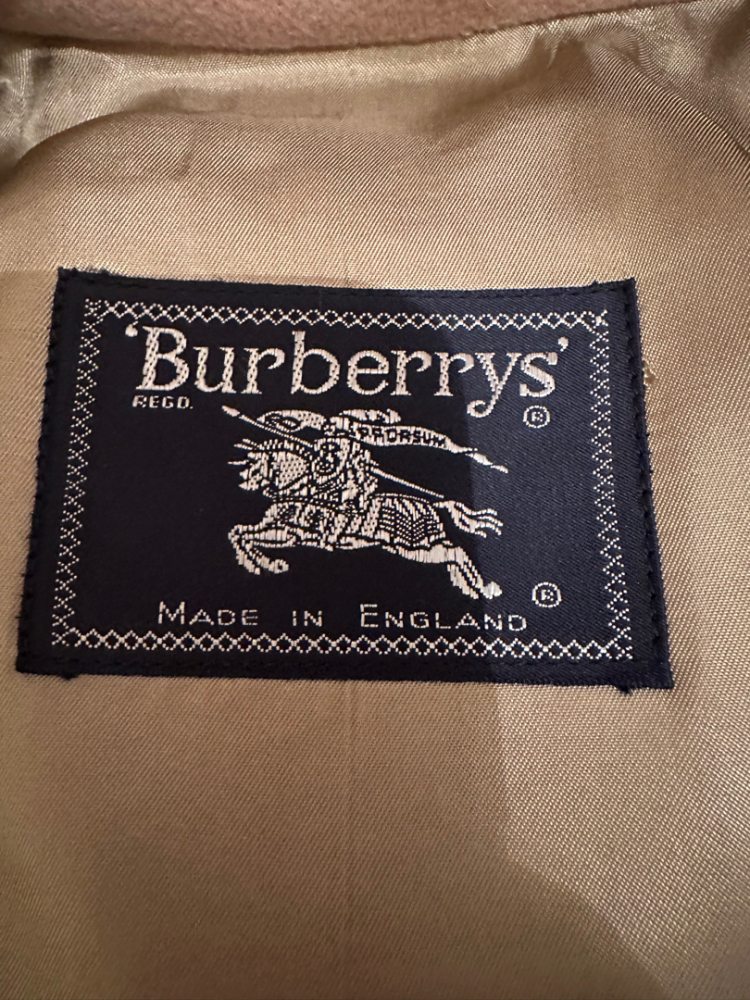 'Burberrys'
REGD. ®
PRORSUM
®
MADE IN ENGLAND